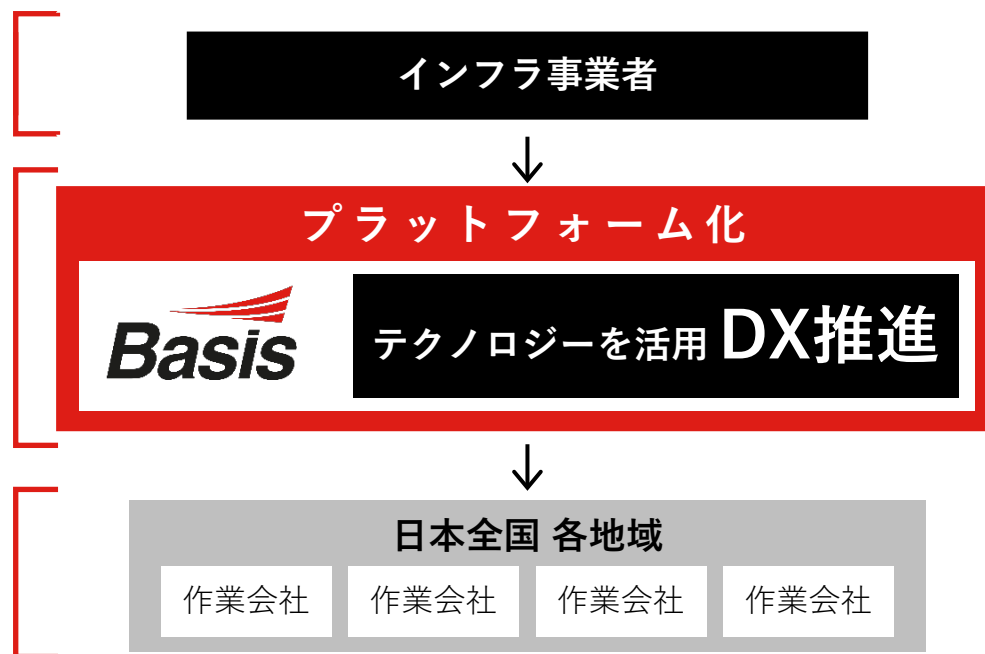 インフラ事業者
プラットフォーム化
Basis
テクノロジーを活用 DX推進
日本全国 各地域
作業会社 作業会社 作業会社 作業会社